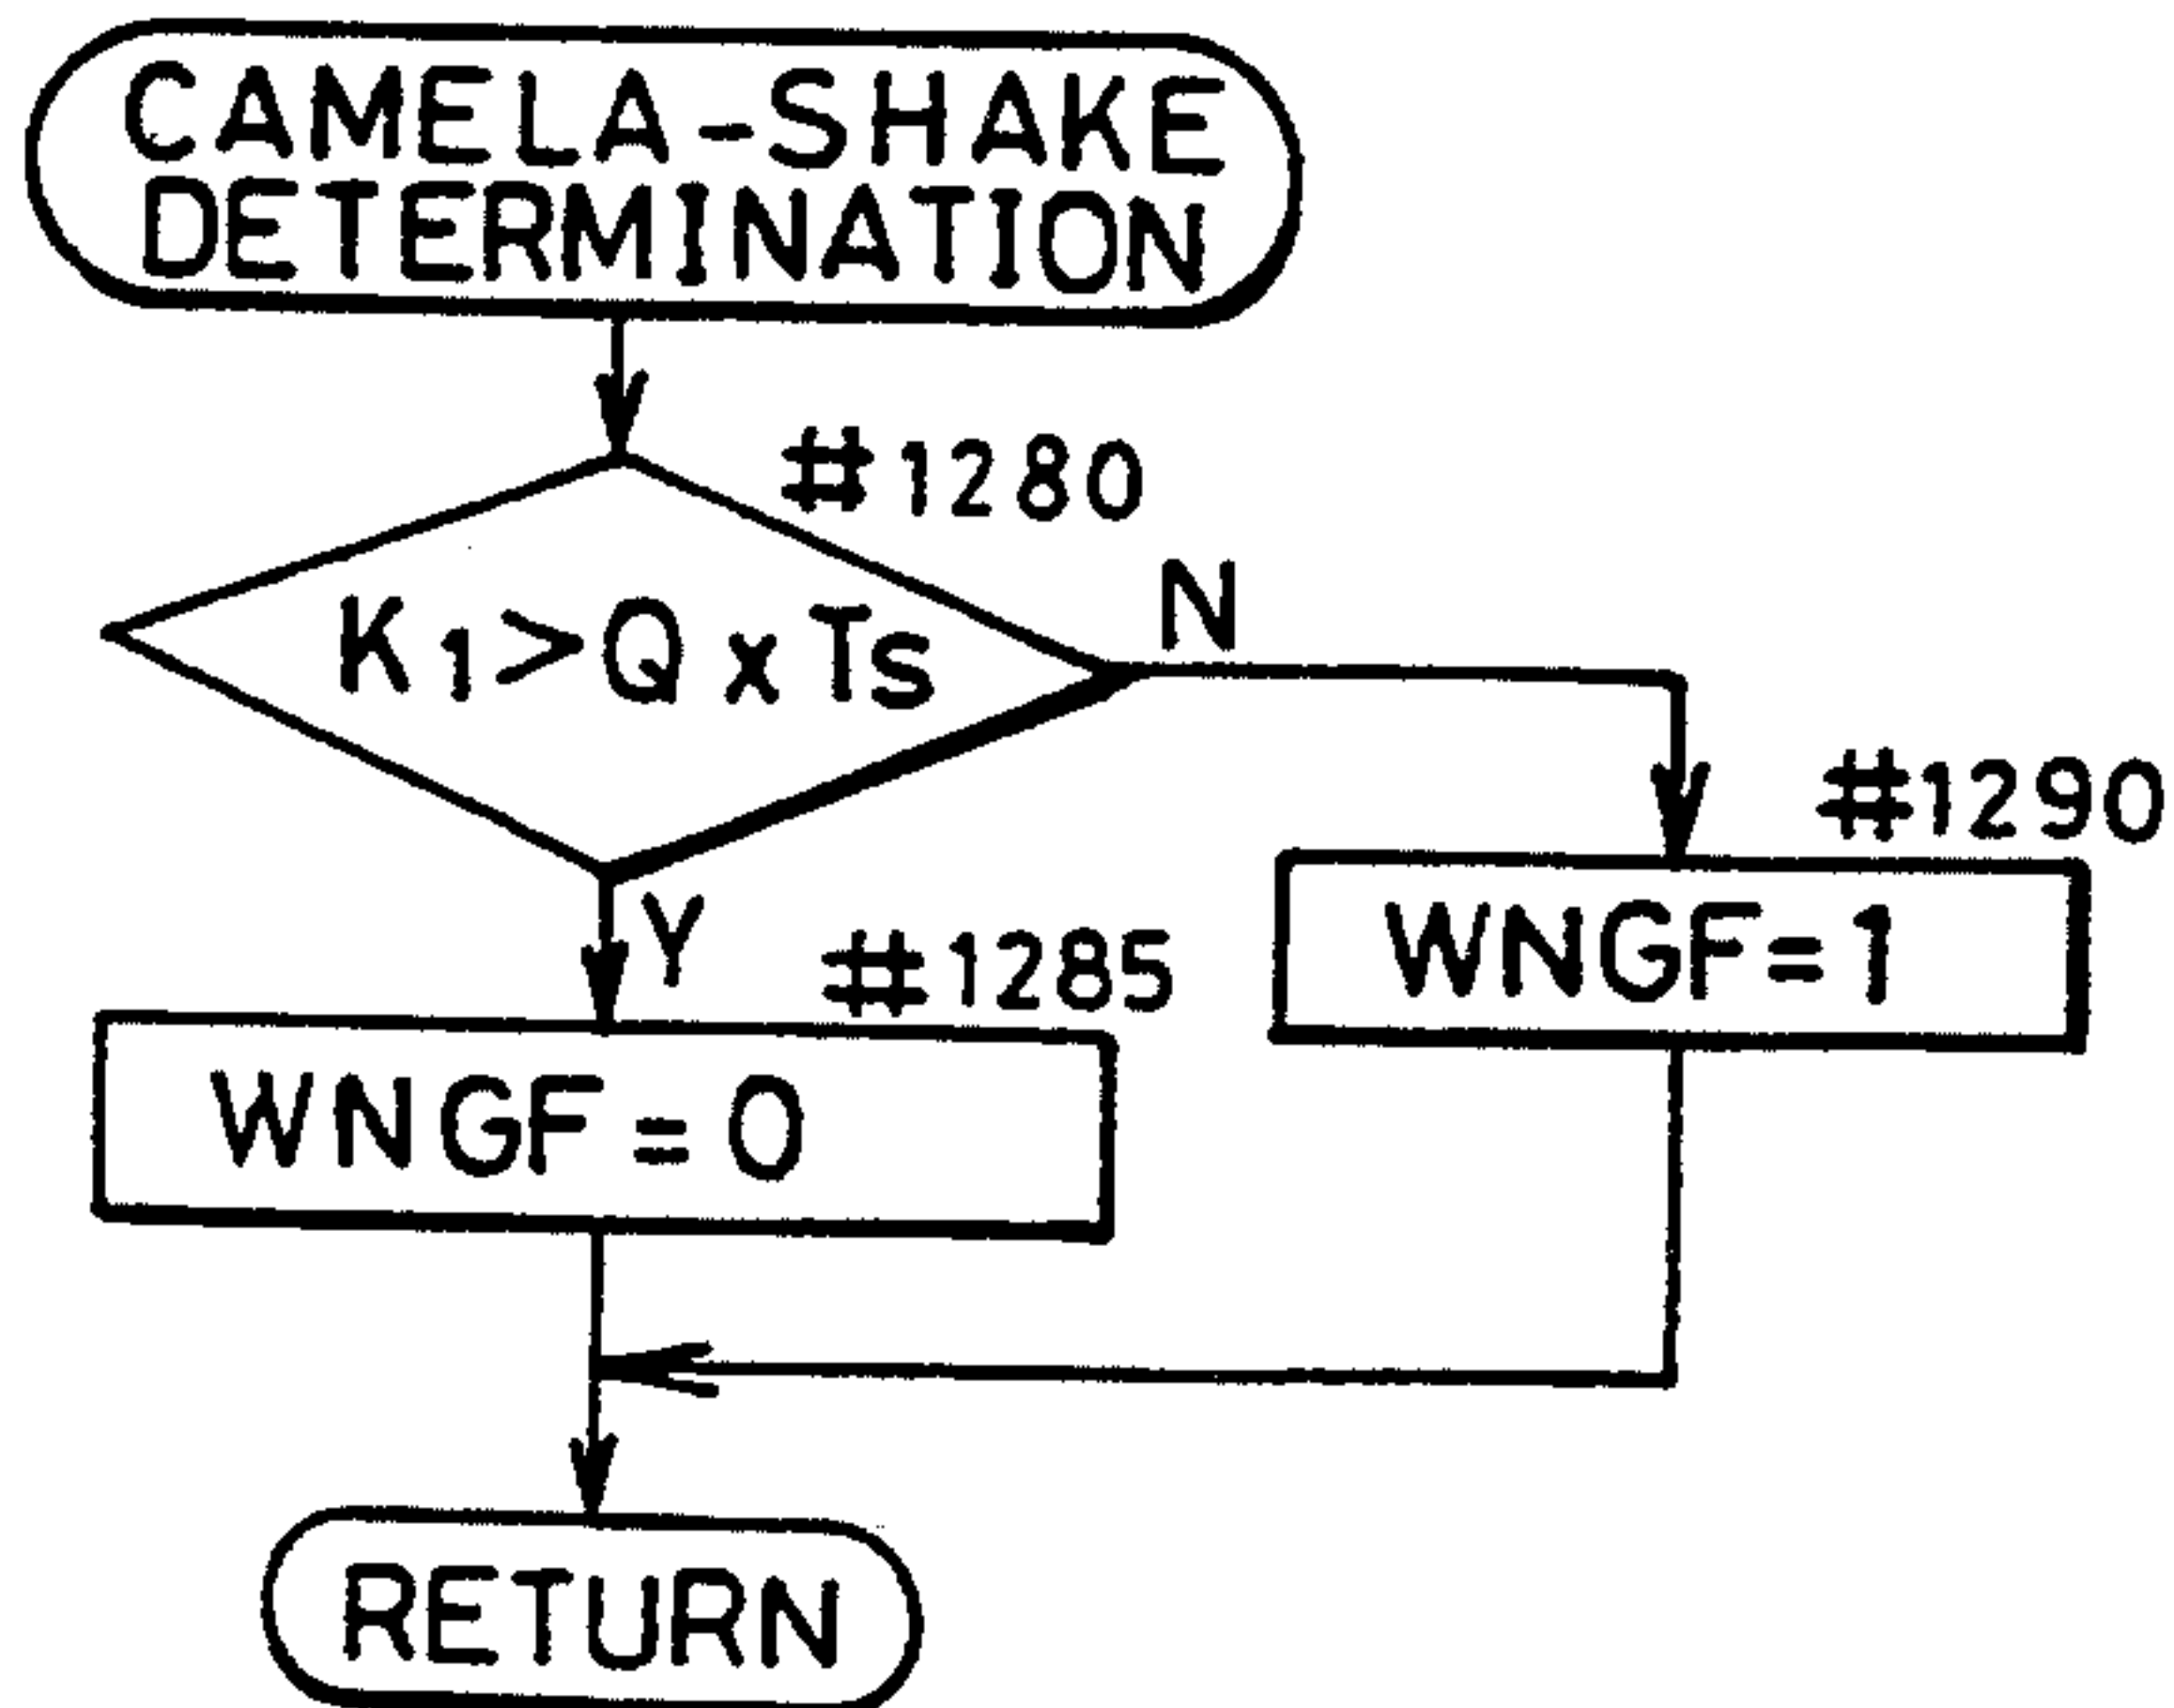 CAMELA-SHAKE
DETERMINATION
#1280
K1>Q×Ts
N
#1290
WNGF=1
Y
#1285
WNGF=0
RETURN